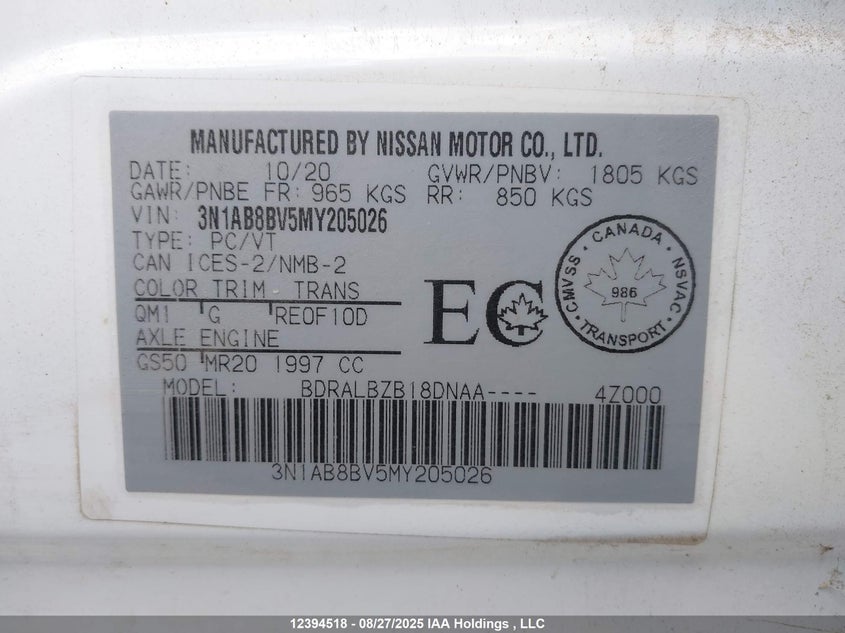 MANUFACTURED BY NISSAN MOTOR CO., LTD.
DATE: 10/20 GVWR/PNBV: 1805 KGS
GAWR/PNBE FR: 965 KGS RR: 850 KGS
VIN: 3N1AB8BV5MY205026
TYPE: PC/VT
CAN ICES-2/NMB-2
COLOR TRIM TRANS
QM1 G RE0F10D
AXLE ENGINE
GS50 MR20 1997 CC
EC
CANADA
CMVSS NSVAC
986
TRANSPORT
MODEL: BDRALBZB18DNAA---- 4Z000
3N1AB8BV5MY205026
12394518 - 08/27/2025 IAA Holdings , LLC